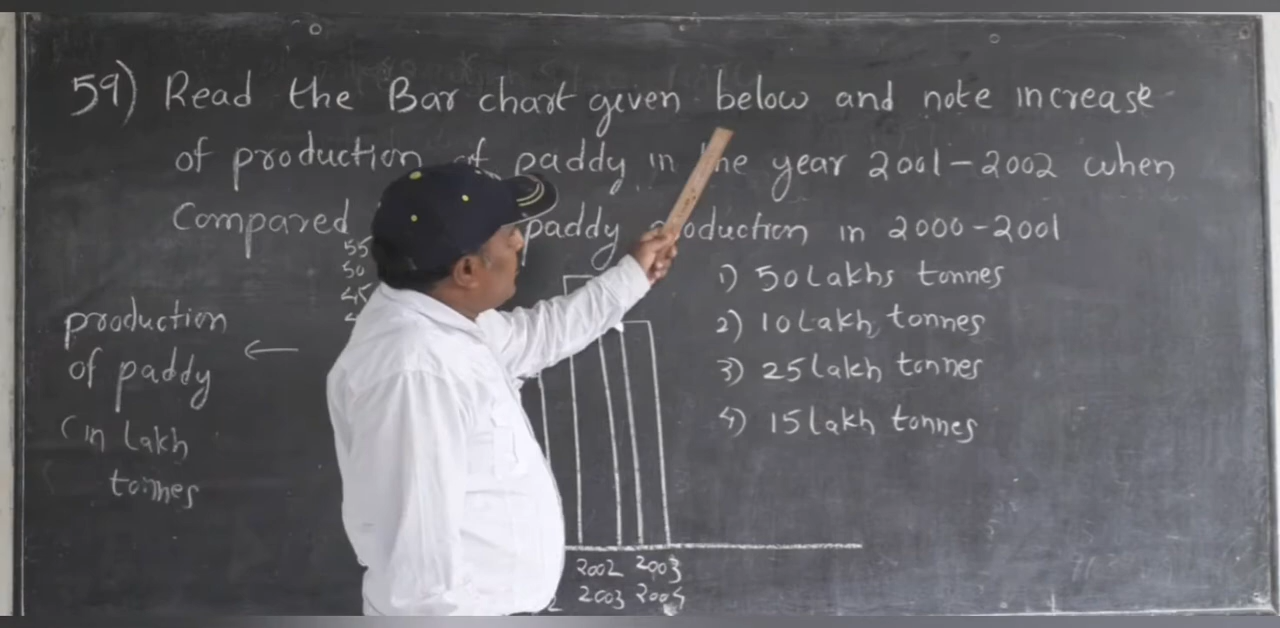 59) Read the Bar chart given below and note increase
of production of paddy in the year 2001-2002 when
Compared paddy production in 2000-2001
55
50
45
production
of paddy
(in Lakh
tonnes
1) 50 Lakhs tonnes
2) 10 Lakh tonnes
3) 25 lakh tonnes
4) 15 lakh tonnes
2002 2003
2003 2004